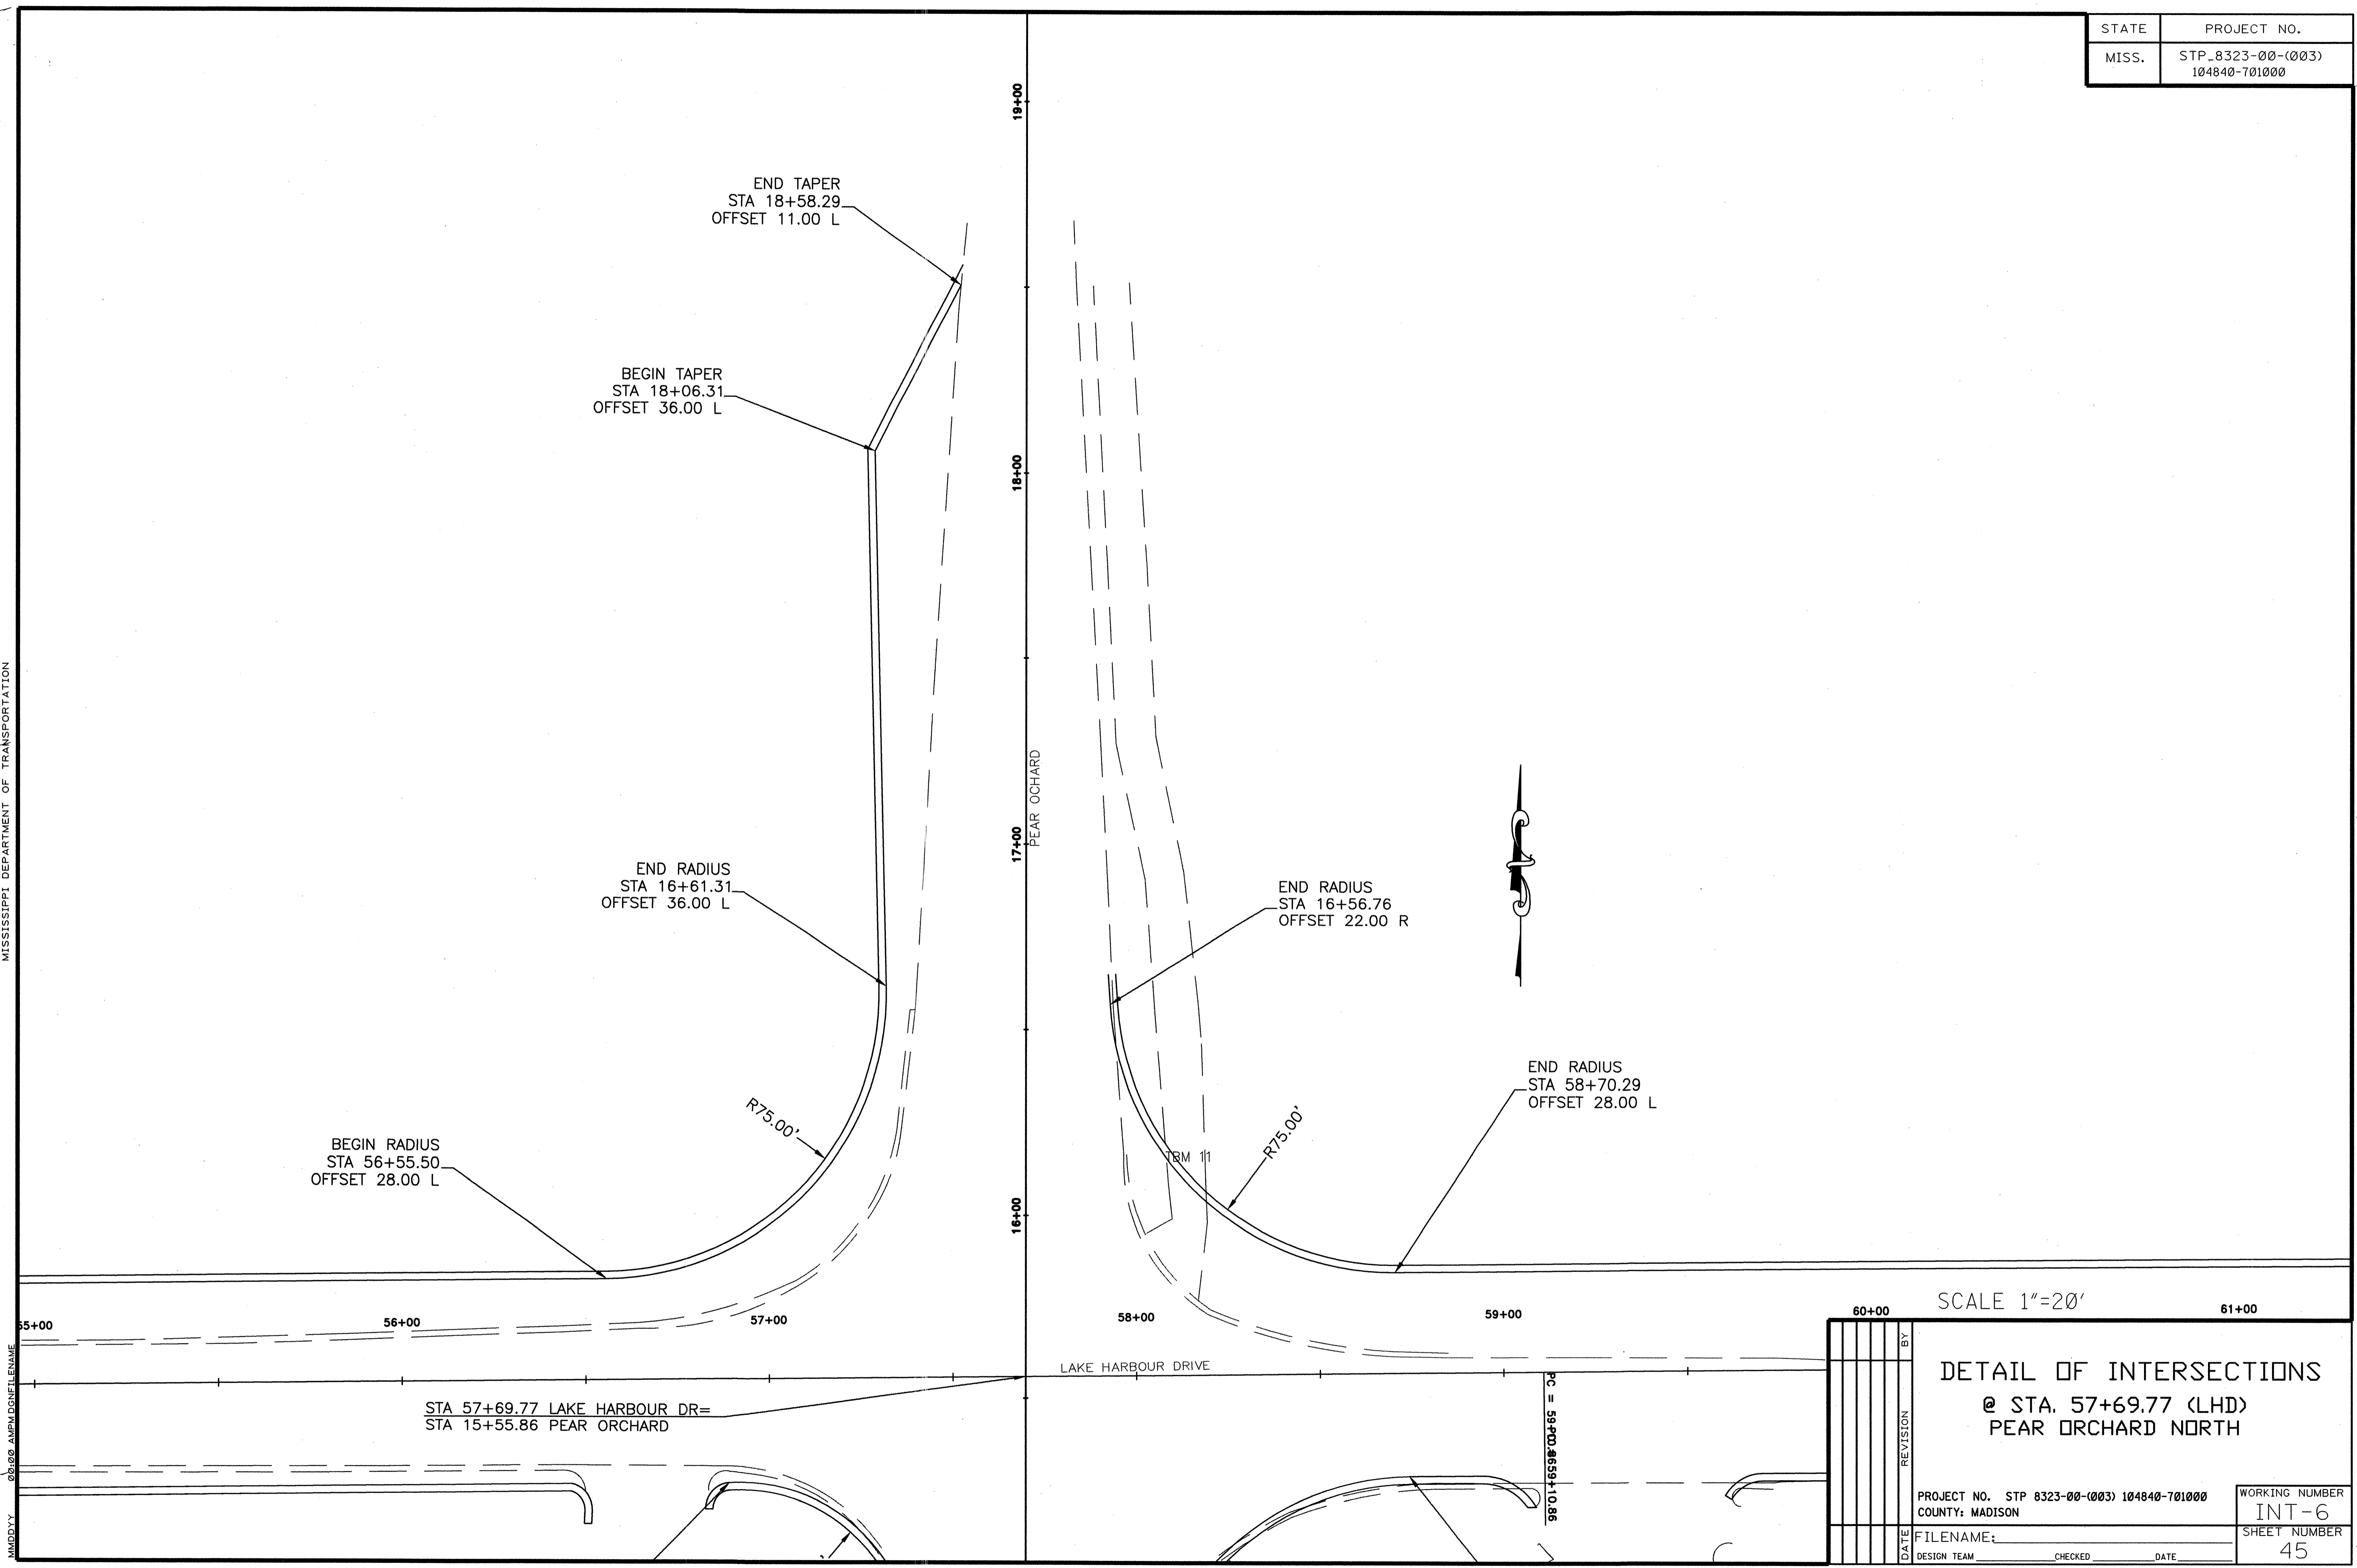 STATE PROJECT NO.
MISS. STP_8323-00-(003)
104840-701000
19+00
END TAPER
STA 18+58.29
OFFSET 11.00 L
BEGIN TAPER
STA 18+06.31
OFFSET 36.00 L
18+00
MISSISSIPPI DEPARTMENT OF TRANSPORTATION
PEAR OCHARD
17+00
END RADIUS
STA 16+61.31
OFFSET 36.00 L
END RADIUS
STA 16+56.76
OFFSET 22.00 R
END RADIUS
STA 58+70.29
OFFSET 28.00 L
R75.00'
R75.00'
TBM 11
BEGIN RADIUS
STA 56+55.50
OFFSET 28.00 L
16+00
55+00 56+00 57+00 58+00 59+00 60+00 61+00
SCALE 1"=20'
LAKE HARBOUR DRIVE
STA 57+69.77 LAKE HARBOUR DR=
STA 15+55.86 PEAR ORCHARD
MMDDYY 00:00 AMPM DGNFILENAME
DATE REVISION BY
DETAIL OF INTERSECTIONS
@ STA. 57+69.77 (LHD)
PEAR ORCHARD NORTH
PROJECT NO. STP 8323-00-(003) 104840-701000
COUNTY: MADISON
WORKING NUMBER
INT-6
FILENAME:
SHEET NUMBER
45
DESIGN TEAM CHECKED DATE